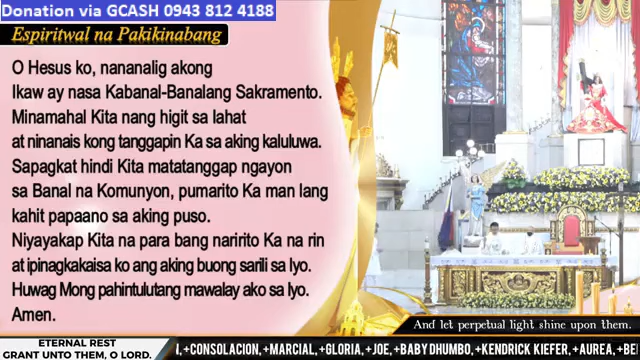 Donation via GCASH 0943 812 4188
Espiritwal na Pakikinabang
O Hesus ko, nananalig akong
Ikaw ay nasa Kabanal-Banalang Sakramento.
Minamahal Kita nang higit sa lahat
at ninanais kong tanggapin Ka sa aking kaluluwa.
Sapagkat hindi Kita matatanggap ngayon
sa Banal na Komunyon, pumarito Ka man lang
kahit papaano sa aking puso.
Niyayakap Kita na para bang naririto Ka na rin
at ipinagkakaisa ko ang aking buong sarili sa Iyo.
Huwag Mong pahintulutang mawalay ako sa Iyo.
Amen.
And let perpetual light shine upon them.
ETERNAL REST
GRANT UNTO THEM, O LORD.
+CONSOLACION, +MARCIAL, +GLORIA, +JOE, +BABY DHUMBO, +KENDRICK KIEFER, +AUREA,